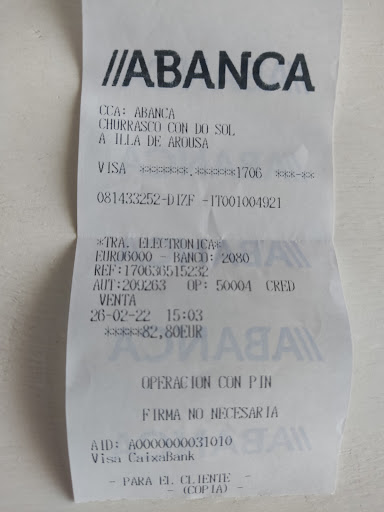 //ABANCA
CCA: ABANCA
CHURRASCO CON DO SOL
A ILLA DE AROUSA
VISA ********.******1706 ***-**
081433252-DIZF -IT001004921
*TRA. ELECTRONICA*
EURO6000 - BANCO: 2080
REF:170636515232
AUT:209263 OP: 50004 CRED
VENTA
26-02-22 15:03
*****82,80EUR
OPERACION CON PIN
FIRMA NO NECESARIA
AID: A0000000031010
Visa CaixaBank
- PARA EL CLIENTE -
- (COPIA) -